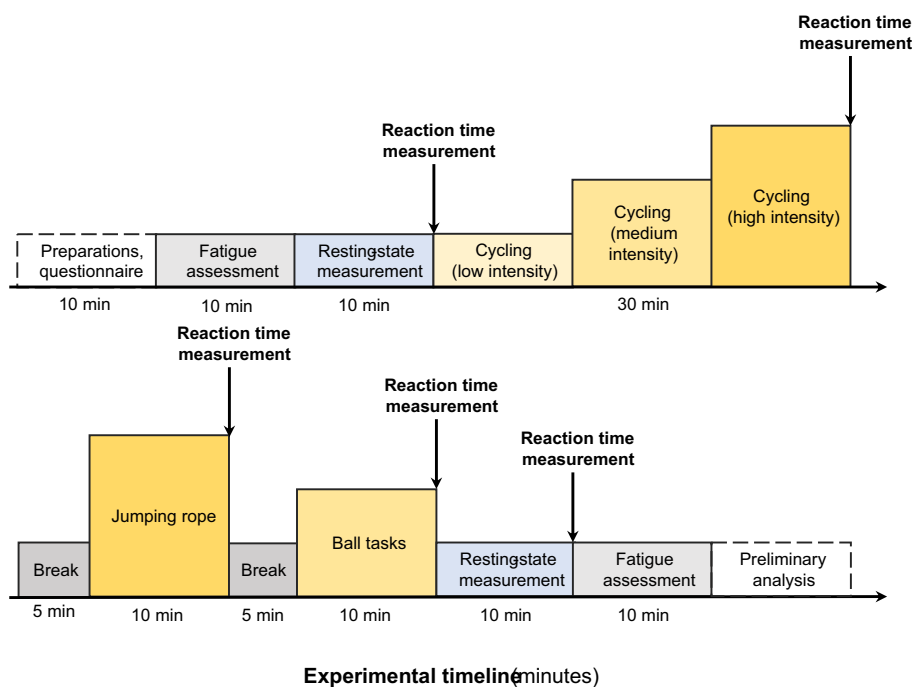 Reaction time
measurement
Reaction time
measurement
Preparations,
questionnaire
Fatigue
assessment
Restingstate
measurement
Cycling
(low intensity)
Cycling
(medium
intensity)
Cycling
(high intensity)
10 min
10 min
10 min
30 min
Reaction time
measurement
Reaction time
measurement
Reaction time
measurement
Break
Jumping rope
Break
Ball tasks
Restingstate
measurement
Fatigue
assessment
Preliminary
analysis
5 min
10 min
5 min
10 min
10 min
10 min
Experimental timeline(minutes)